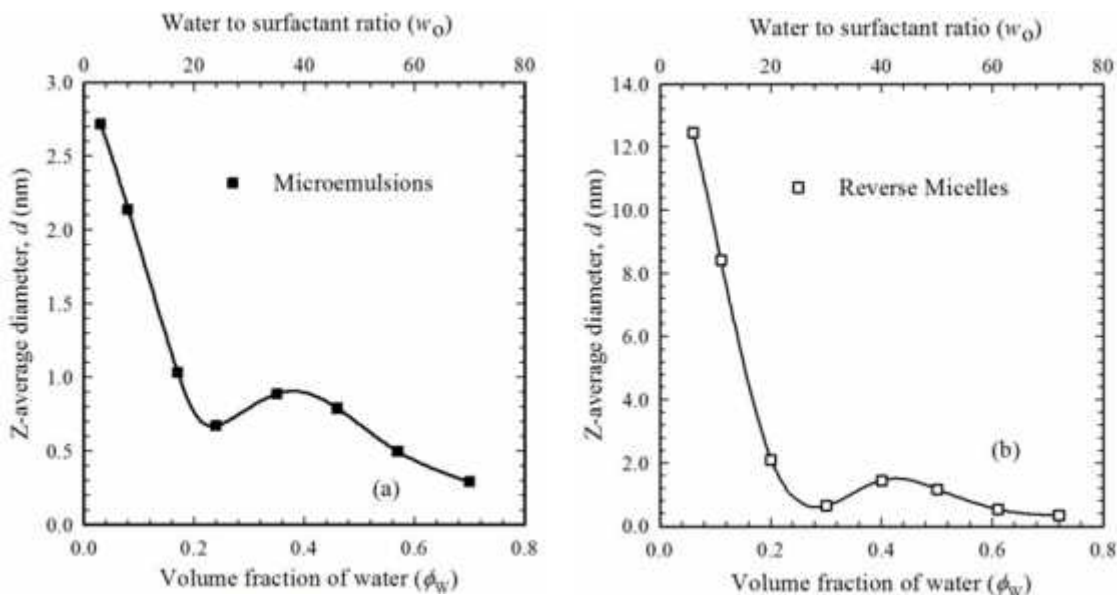 Water to surfactant ratio (wo)
0 20 40 60 80
3.0
2.5
2.0
1.5
1.0
0.5
0.0
Z-average diameter, d (nm)
Microemulsions
(a)
0.0 0.2 0.4 0.6 0.8
Volume fraction of water (ϕw)
Water to surfactant ratio (wo)
0 20 40 60 80
14.0
12.0
10.0
8.0
6.0
4.0
2.0
0.0
Z-average diameter, d (nm)
Reverse Micelles
(b)
0.0 0.2 0.4 0.6 0.8
Volume fraction of water (ϕw)